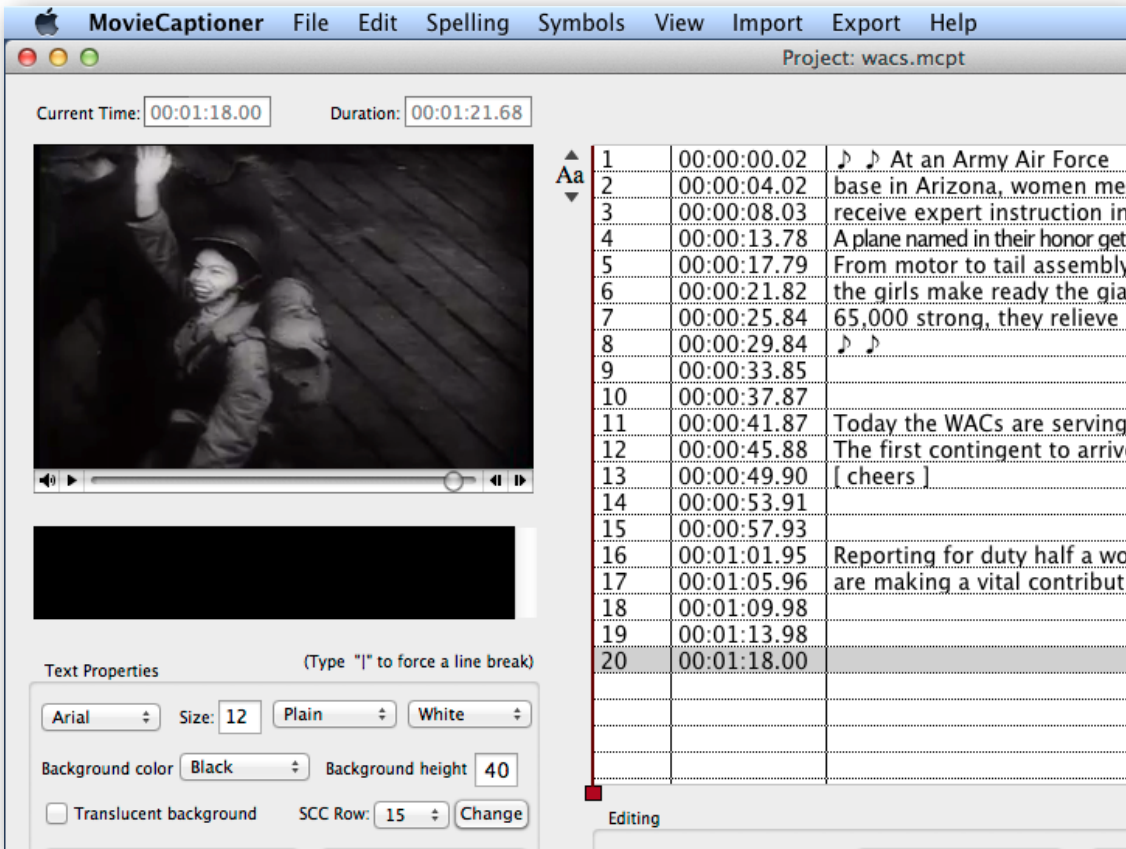 MovieCaptioner File Edit Spelling Symbols View Import Export Help
Project: wacs.mcpt
Current Time: 00:01:18.00 Duration: 00:01:21.68
Aa
1 00:00:00.02 ♪ ♪ At an Army Air Force
2 00:00:04.02 base in Arizona, women me
3 00:00:08.03 receive expert instruction in
4 00:00:13.78 A plane named in their honor get
5 00:00:17.79 From motor to tail assembly
6 00:00:21.82 the girls make ready the gia
7 00:00:25.84 65,000 strong, they relieve
8 00:00:29.84 ♪ ♪
9 00:00:33.85
10 00:00:37.87
11 00:00:41.87 Today the WACs are serving
12 00:00:45.88 The first contingent to arrive
13 00:00:49.90 [ cheers ]
14 00:00:53.91
15 00:00:57.93
16 00:01:01.95 Reporting for duty half a wo
17 00:01:05.96 are making a vital contribut
18 00:01:09.98
19 00:01:13.98
20 00:01:18.00
(Type "|" to force a line break)
Text Properties
Arial Size: 12 Plain White
Background color Black Background height 40
Translucent background SCC Row: 15 Change
Editing